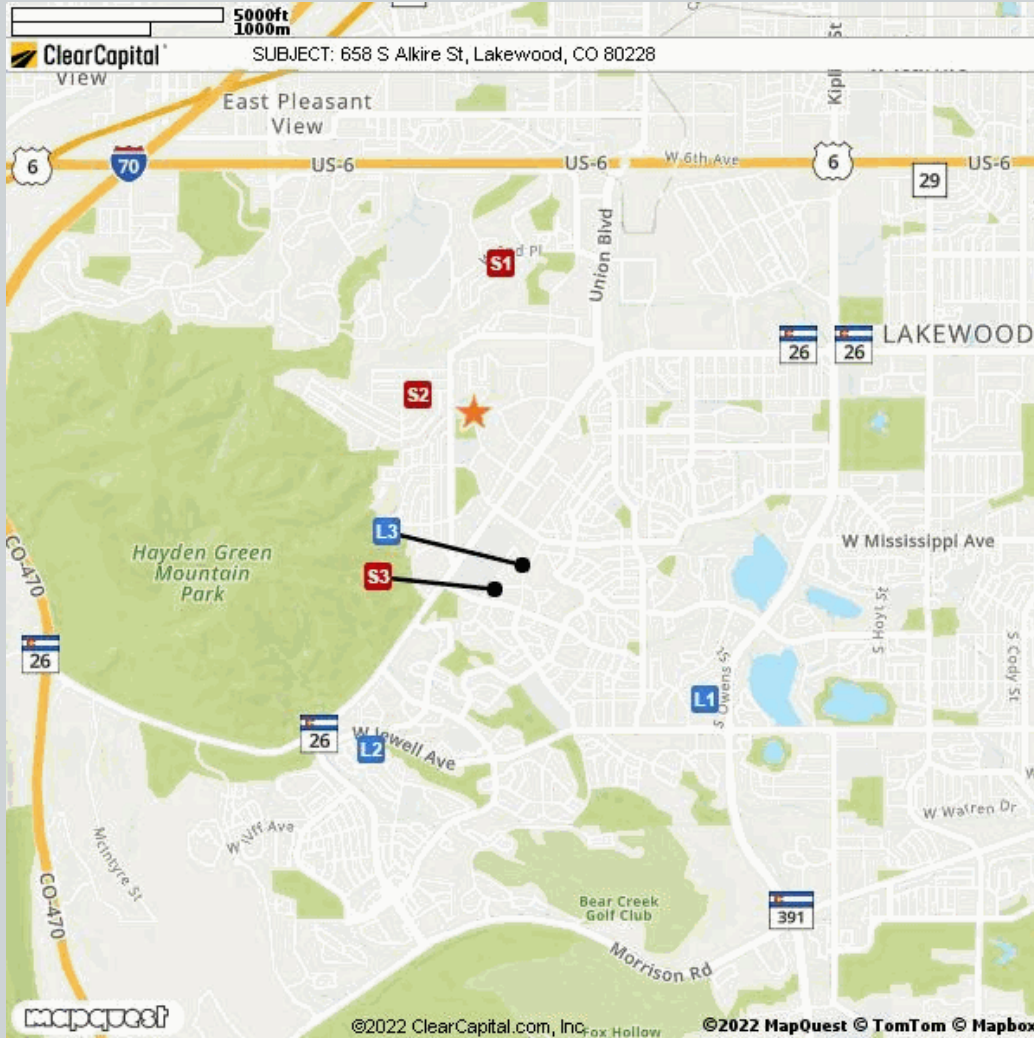 5000ft
1000m
ClearCapital
SUBJECT: 658 S Alkire St, Lakewood, CO 80228
View
East Pleasant
View
Kipli
St
6
70
US-6
US-6
W 6th Ave
6
29
US-6
Union Blvd
S1
Pl
26
26
LAKEWOOD
S2
L3
S3
W Mississippi Ave
Hayden Green
Mountain
Park
CO-470
26
S Hoyt St
S Cody St
S Owens St
L1
26
W Jewell Ave
L2
W Iliff Ave
W Warren Dr
McIntyre St
CO-470
Bear Creek
Golf Club
391
Morrison Rd
mapquest
©2022 ClearCapital.com, Inc.
Fox Hollow
©2022 MapQuest © TomTom © Mapbox